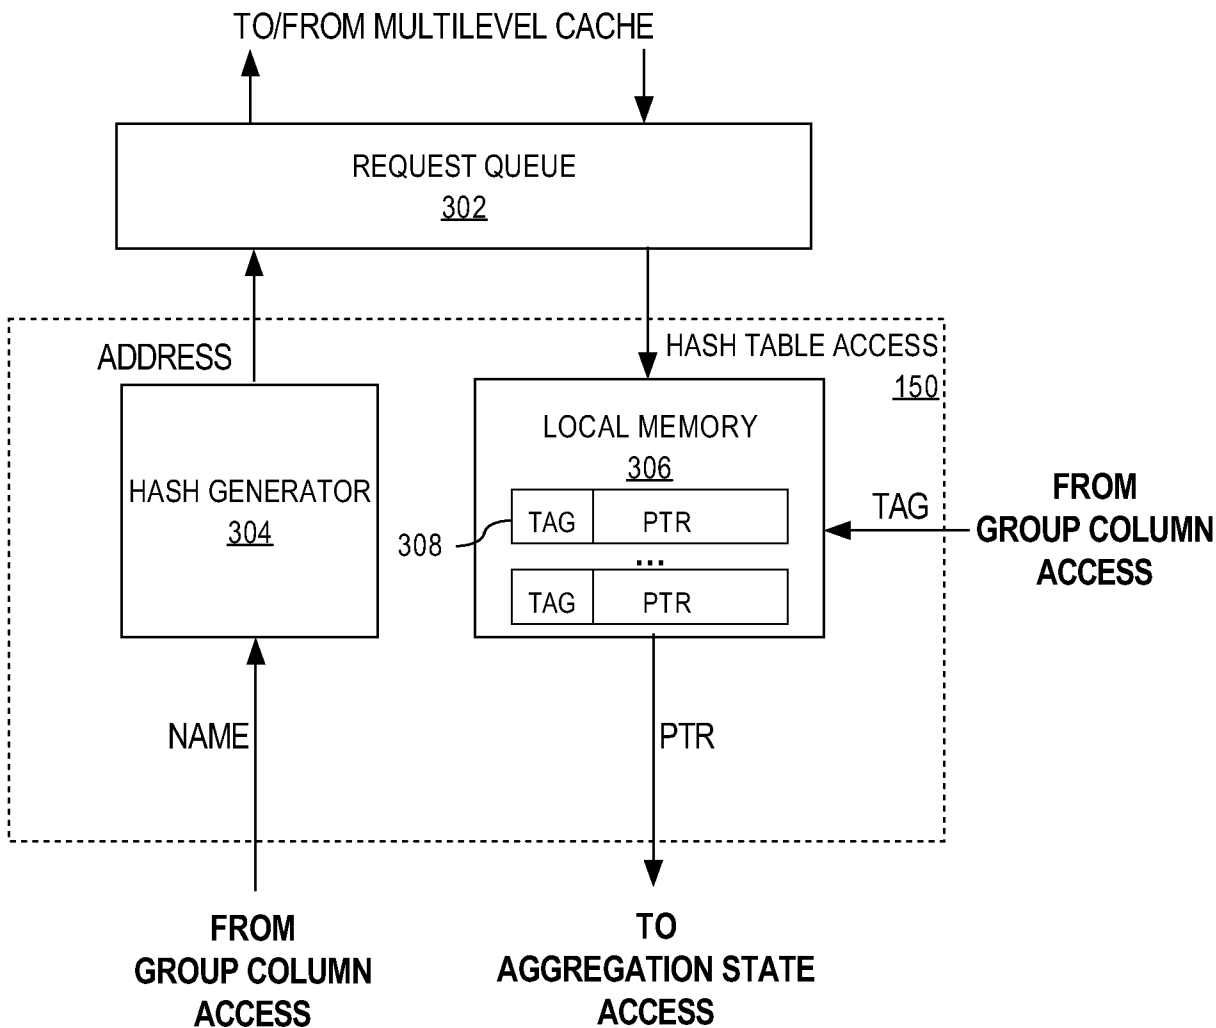 TO/FROM MULTILEVEL CACHE
REQUEST QUEUE
302
ADDRESS
HASH TABLE ACCESS
150
HASH GENERATOR
304
LOCAL MEMORY
306
TAG PTR
308
...
TAG PTR
TAG
FROM
GROUP COLUMN
ACCESS
NAME
PTR
FROM
GROUP COLUMN
ACCESS
TO
AGGREGATION STATE
ACCESS